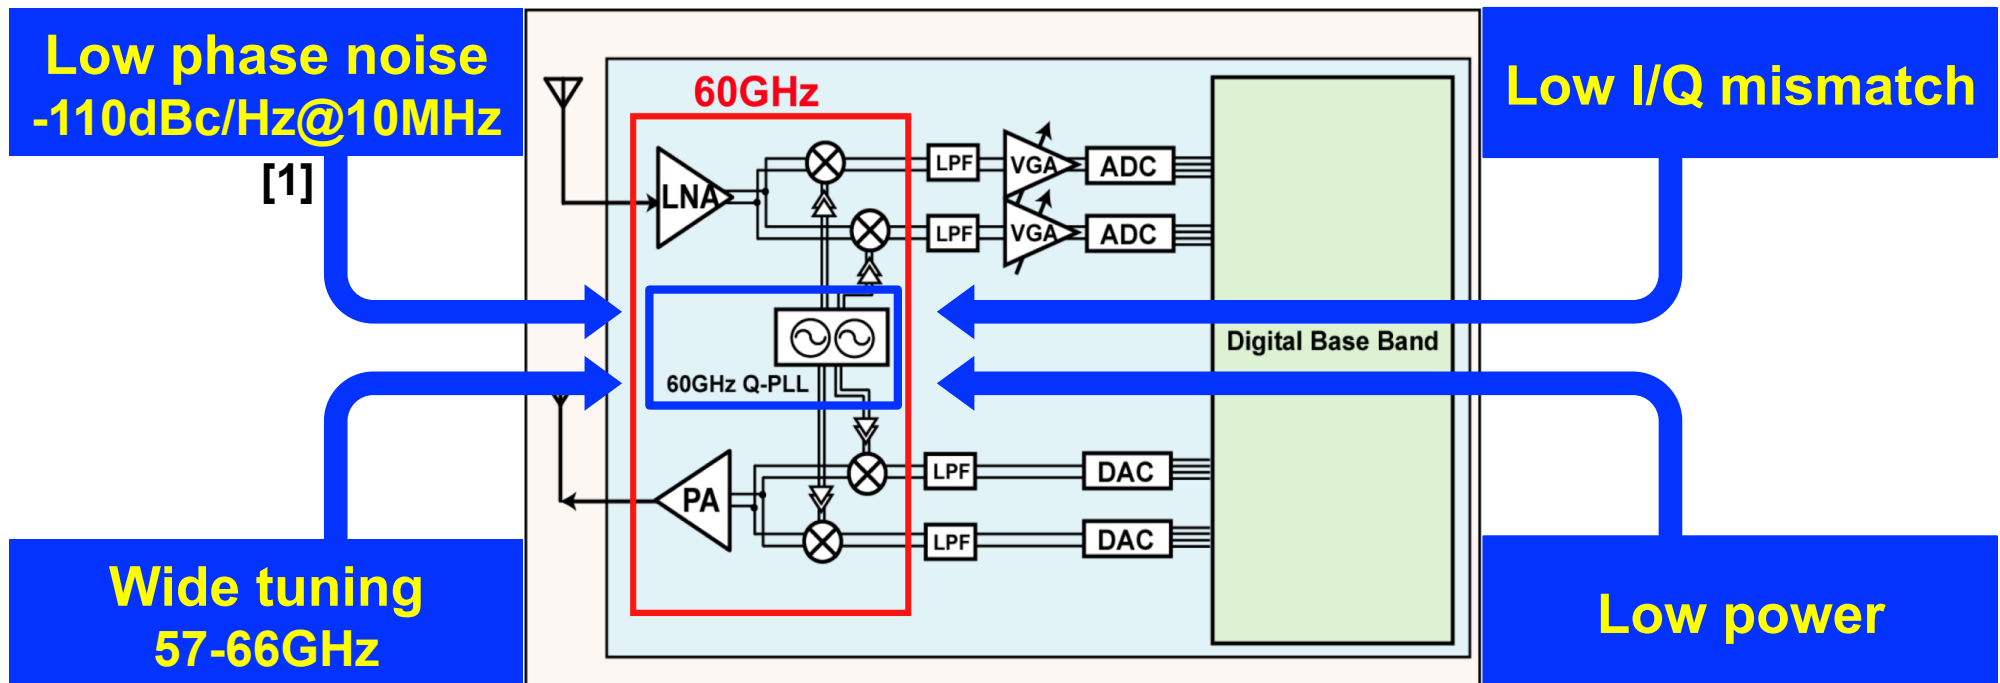 Low phase noise
-110dBc/Hz@10MHz
[1]
60GHz
Low I/Q mismatch
LNA
LPF
VGA
ADC
LPF
VGA
ADC
60GHz Q-PLL
Digital Base Band
PA
LPF
DAC
LPF
DAC
Wide tuning
57-66GHz
Low power